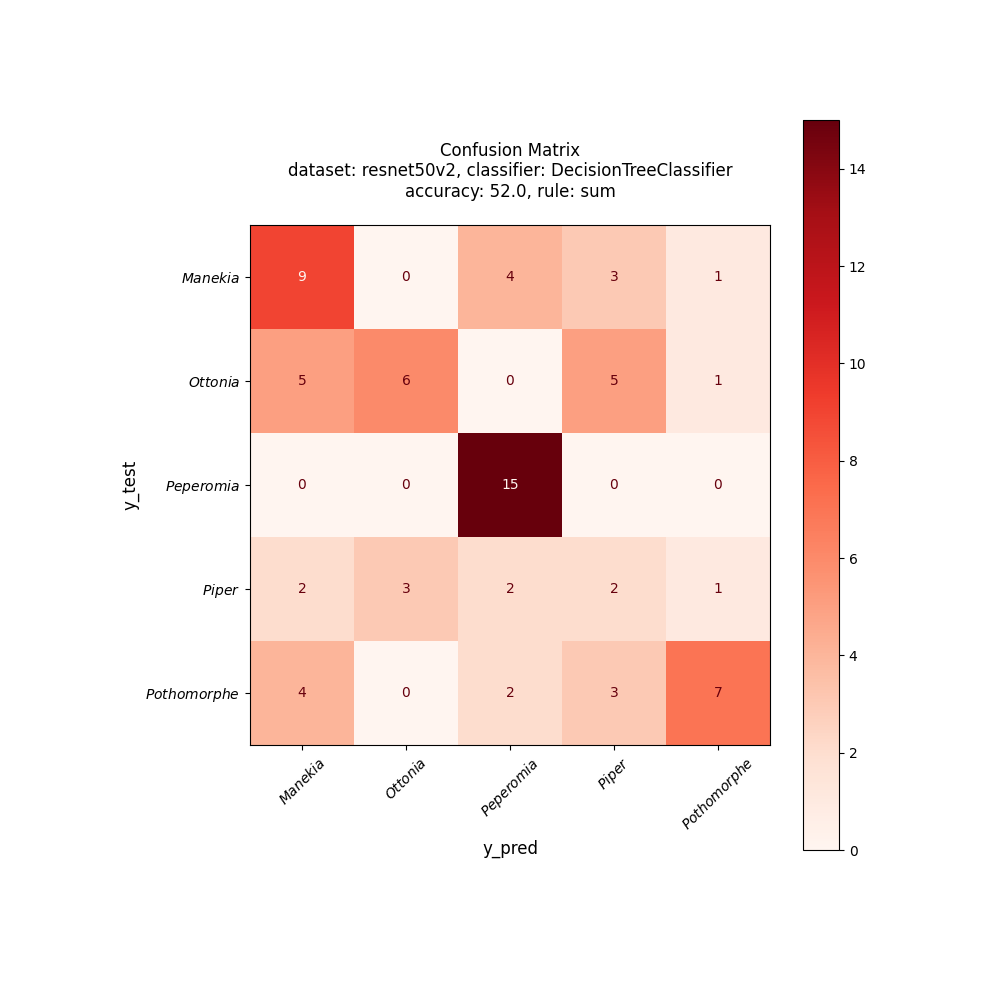 Confusion Matrix
dataset: resnet50v2, classifier: DecisionTreeClassifier
accuracy: 52.0, rule: sum
14
12
10
8
6
4
2
0
y_test
Manekia 9 0 4 3 1
Ottonia 5 6 0 5 1
Peperomia 0 0 15 0 0
Piper 2 3 2 2 1
Pothomorphe 4 0 2 3 7
Manekia Ottonia Peperomia Piper Pothomorphe
y_pred